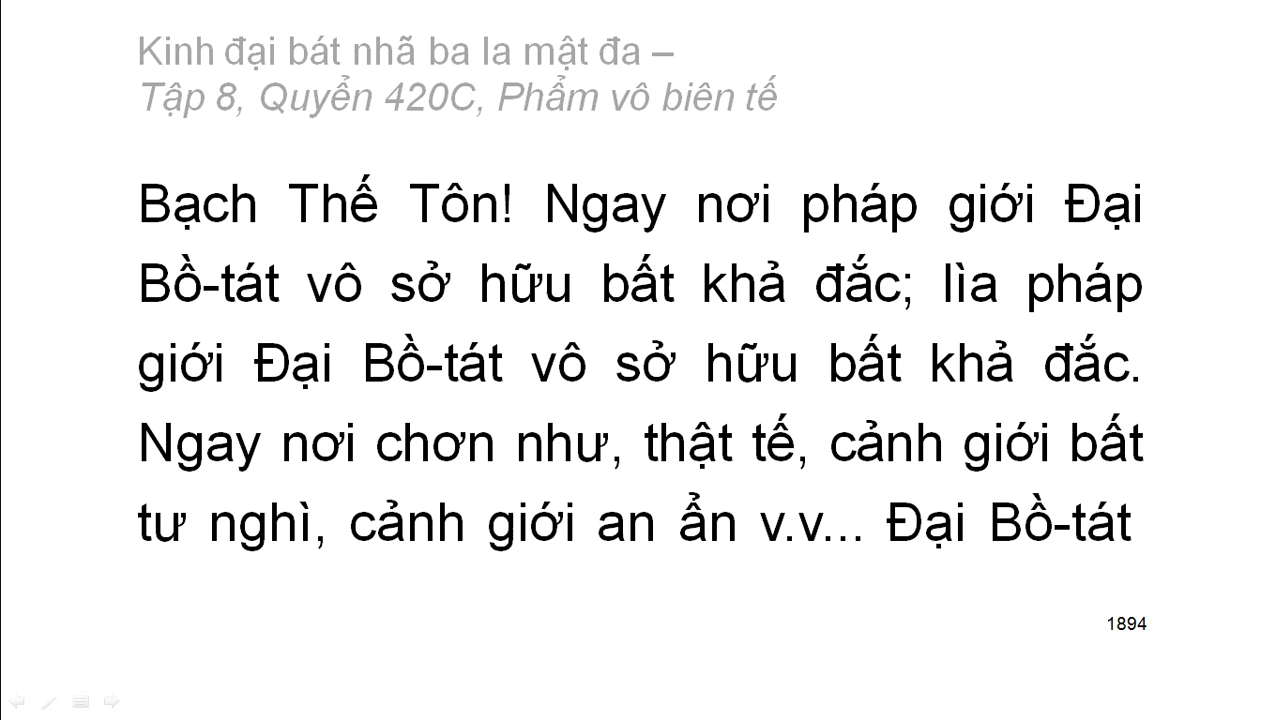 Kinh đại bát nhã ba la mật đa –
Tập 8, Quyển 420C, Phẩm vô biên tế
Bạch Thế Tôn! Ngay nơi pháp giới Đại
Bồ-tát vô sở hữu bất khả đắc; lìa pháp
giới Đại Bồ-tát vô sở hữu bất khả đắc.
Ngay nơi chơn như, thật tế, cảnh giới bất
tư nghì, cảnh giới an ẩn v.v... Đại Bồ-tát
1894